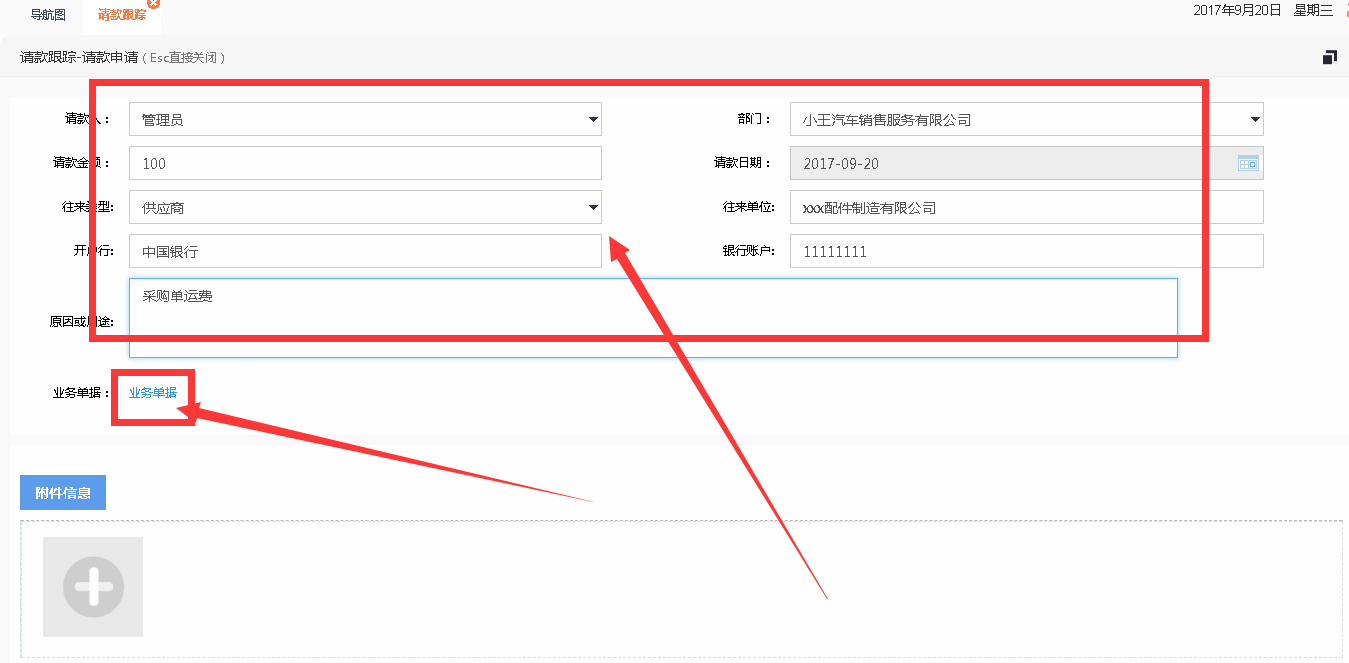 导航图 请款跟踪 2017年9月20日 星期三
请款跟踪-请款申请（Esc直接关闭）
请款人： 管理员 部门： 小王汽车销售服务有限公司
请款金额： 100 请款日期： 2017-09-20
往来类型: 供应商 往来单位: xxx配件制造有限公司
开户行: 中国银行 银行账户: 11111111
原因或用途: 采购单运费
业务单据： 业务单据
附件信息